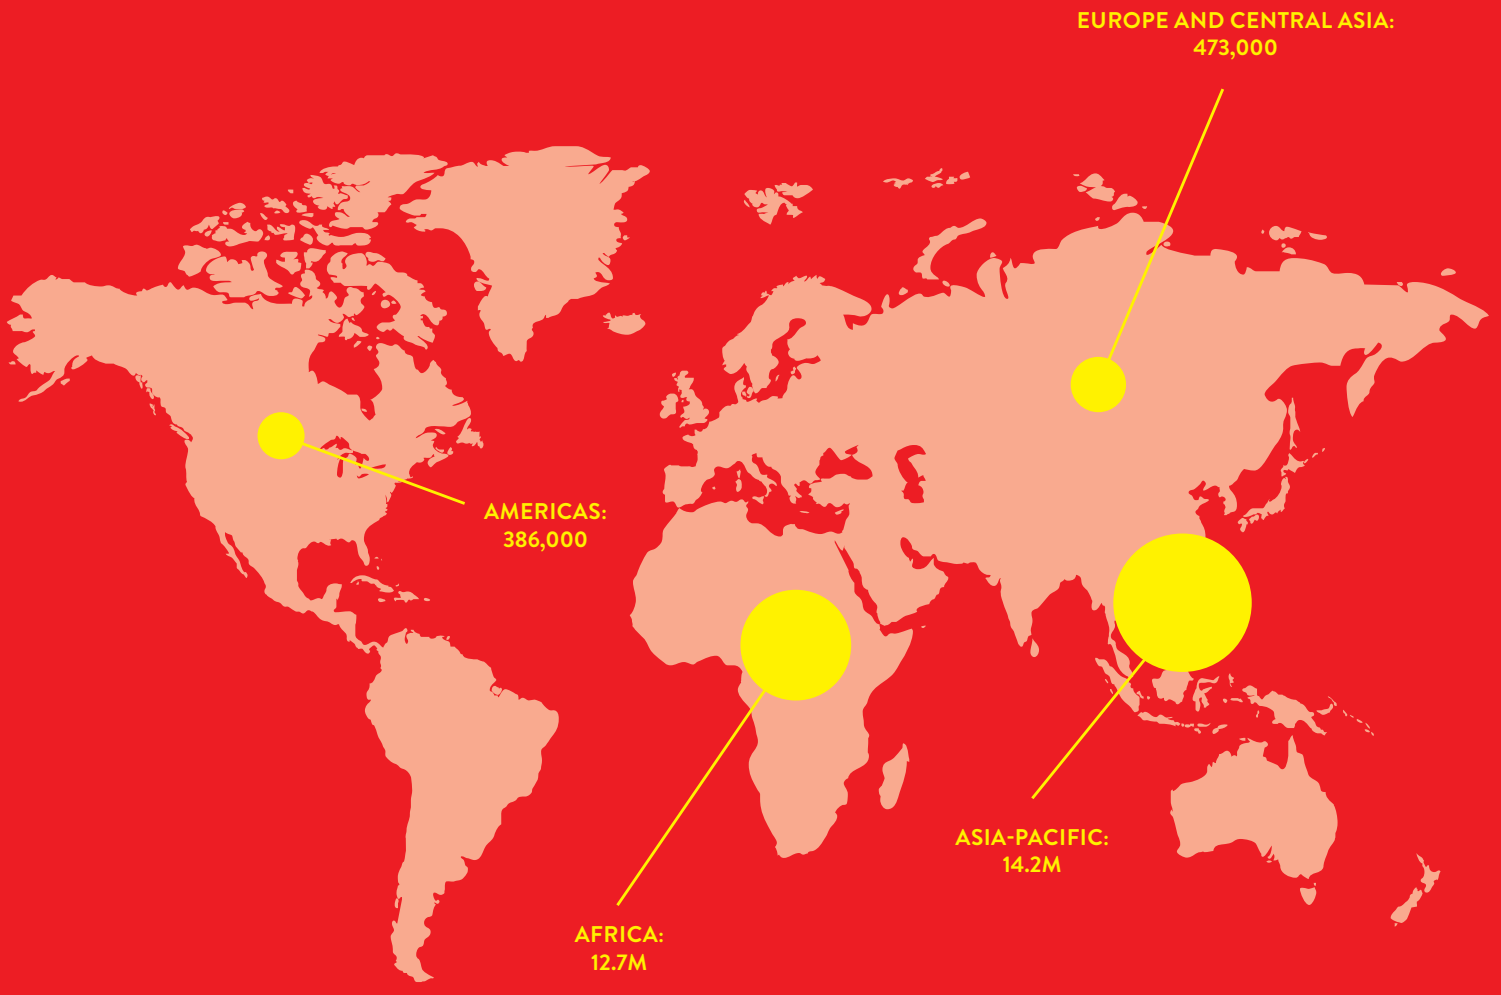 EUROPE AND CENTRAL ASIA:
473,000
AMERICAS:
386,000
ASIA-PACIFIC:
14.2M
AFRICA:
12.7M